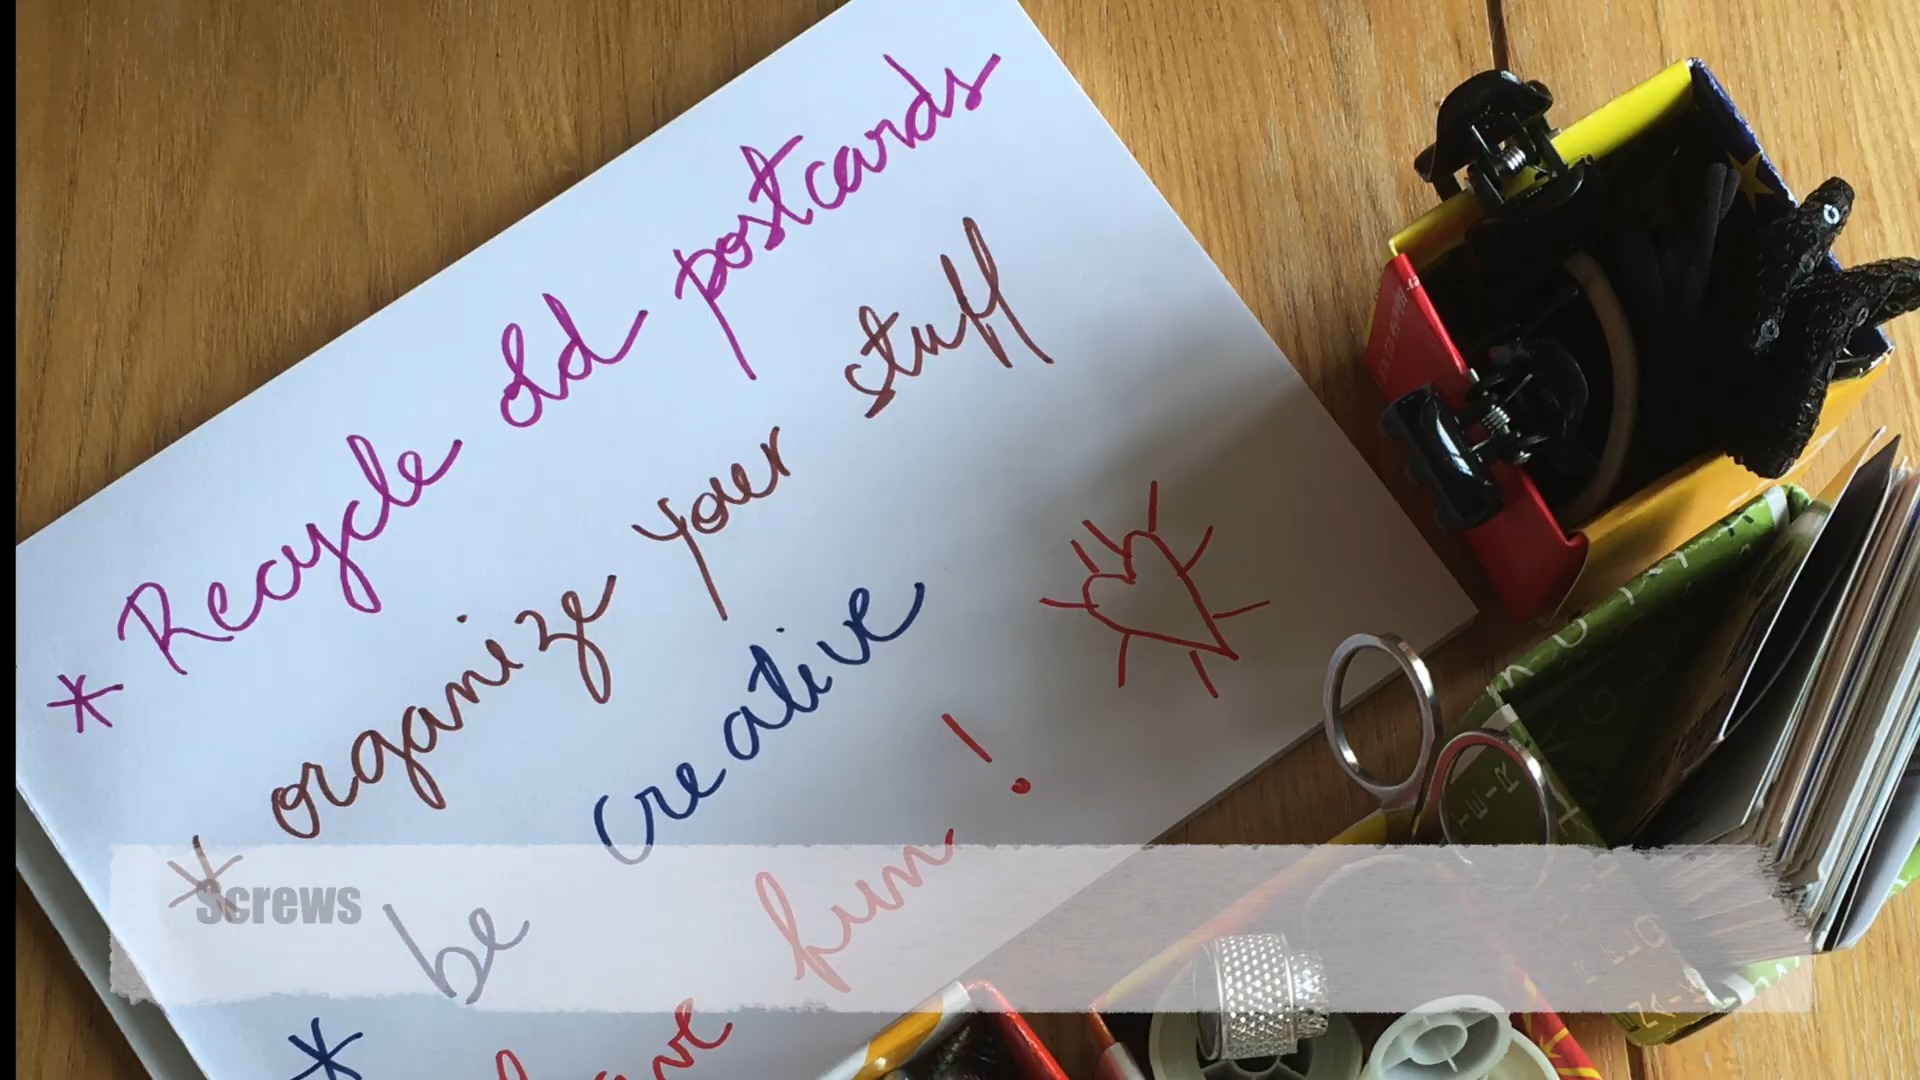 * Recycle old postcards
* organize your stuff
* be creative
have fun!
Screws